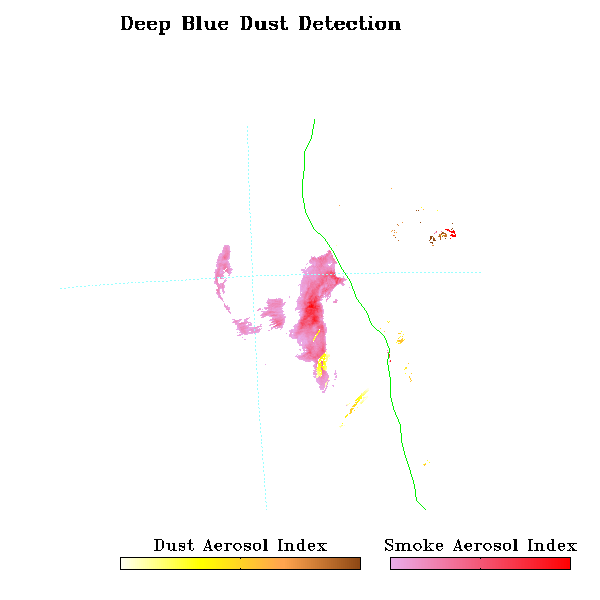 Deep Blue Dust Detection
Dust Aerosol Index
Smoke Aerosol Index